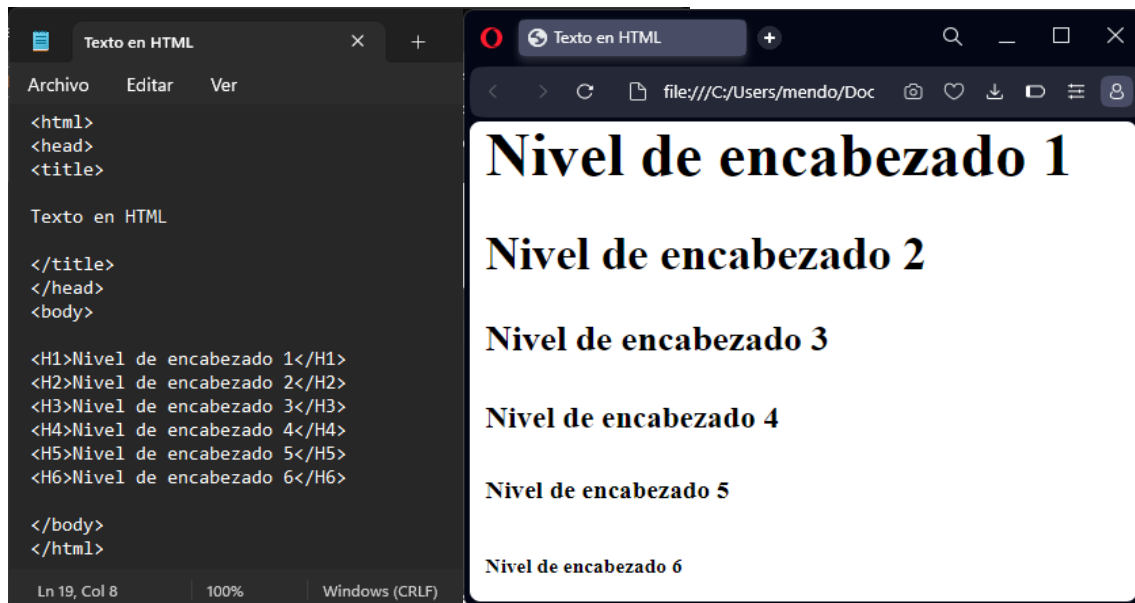 Texto en HTML
Archivo Editar Ver
<html>
<head>
<title>
Texto en HTML
</title>
</head>
<body>
<H1>Nivel de encabezado 1</H1>
<H2>Nivel de encabezado 2</H2>
<H3>Nivel de encabezado 3</H3>
<H4>Nivel de encabezado 4</H4>
<H5>Nivel de encabezado 5</H5>
<H6>Nivel de encabezado 6</H6>
</body>
</html>
Ln 19, Col 8 100% Windows (CRLF)
Texto en HTML
file:///C:/Users/mendo/Doc
Nivel de encabezado 1
Nivel de encabezado 2
Nivel de encabezado 3
Nivel de encabezado 4
Nivel de encabezado 5
Nivel de encabezado 6